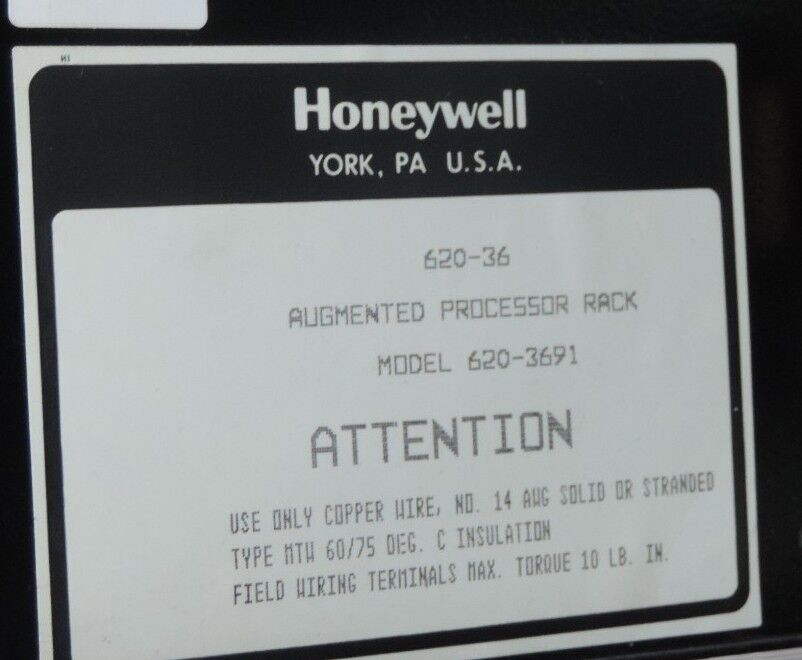 Honeywell
YORK, PA U.S.A.
620-36
AUGMENTED PROCESSOR RACK
MODEL 620-3691
ATTENTION
USE ONLY COPPER WIRE, NO. 14 AWG SOLID OR STRANDED
TYPE MTW 60/75 DEG. C INSULATION
FIELD WIRING TERMINALS MAX. TORQUE 10 LB. IN.